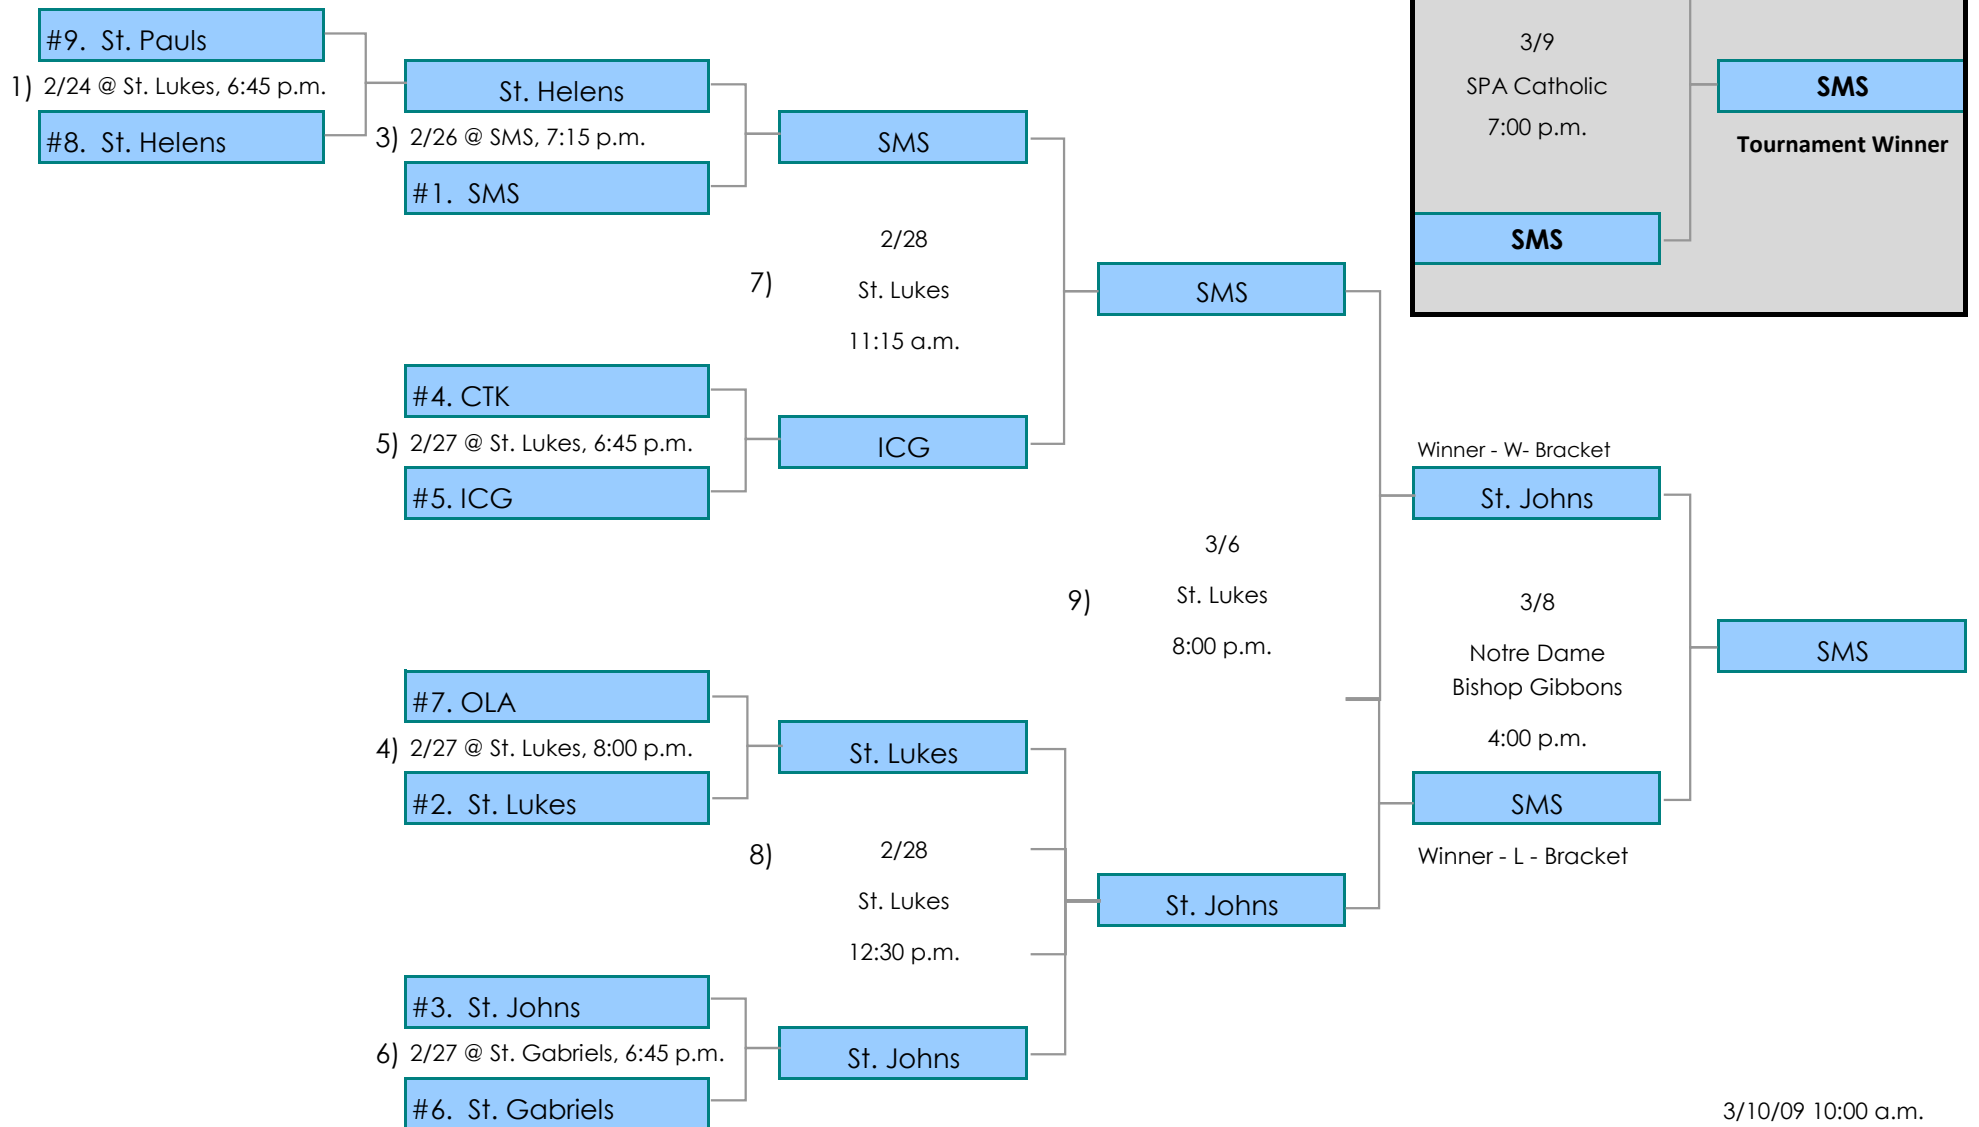 #9.  St. Pauls
1) 2/24 @ St. Lukes, 6:45 p.m.
#8.  St. Helens
St. Helens
3) 2/26 @ SMS, 7:15 p.m.
#1.  SMS
SMS
2/28
7)
St. Lukes
11:15 a.m.
#4. CTK
5) 2/27 @ St. Lukes, 6:45 p.m.
#5. ICG
ICG
SMS
#7. OLA
4) 2/27 @ St. Lukes, 8:00 p.m.
#2.  St. Lukes
St. Lukes
8)
2/28
St. Lukes
12:30 p.m.
#3.  St. Johns
6) 2/27 @ St. Gabriels, 6:45 p.m.
#6.  St. Gabriels
St. Johns
St. Johns
3/6
9)
St. Lukes
8:00 p.m.
Winner - W- Bracket
St. Johns
3/8
Notre Dame
Bishop Gibbons
4:00 p.m.
SMS
Winner - L - Bracket
SMS
3/9
SPA Catholic
7:00 p.m.
SMS
SMS
Tournament Winner
3/10/09 10:00 a.m.